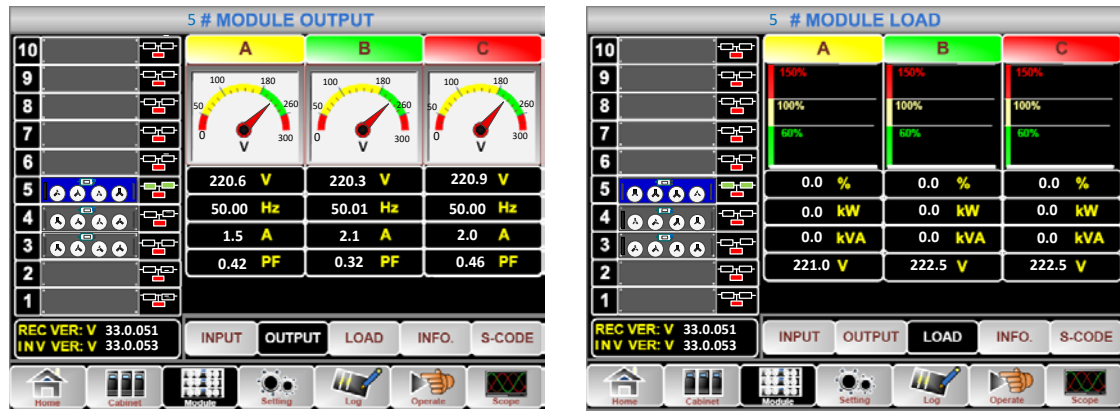 5 # MODULE OUTPUT
10
9
8
7
6
5
4
3
2
1
A B C
100 180 100 180 100 180
50 260 50 260 50 260
0 300 0 300 0 300
V V V
220.6 V 220.3 V 220.9 V
50.00 Hz 50.01 Hz 50.00 Hz
1.5 A 2.1 A 2.0 A
0.42 PF 0.32 PF 0.46 PF
REC VER: V 33.0.051
INV VER: V 33.0.053
INPUT OUTPUT LOAD INFO. S-CODE
Home Cabinet Module Setting Log Operate Scope
5 # MODULE LOAD
10
9
8
7
6
5
4
3
2
1
A B C
150% 150% 150%
100% 100% 100%
60% 60% 60%
0.0 % 0.0 % 0.0 %
0.0 kW 0.0 kW 0.0 kW
0.0 kVA 0.0 kVA 0.0 kVA
221.0 V 222.5 V 222.5 V
REC VER: V 33.0.051
INV VER: V 33.0.053
INPUT OUTPUT LOAD INFO. S-CODE
Home Cabinet Module Setting Log Operate Scope